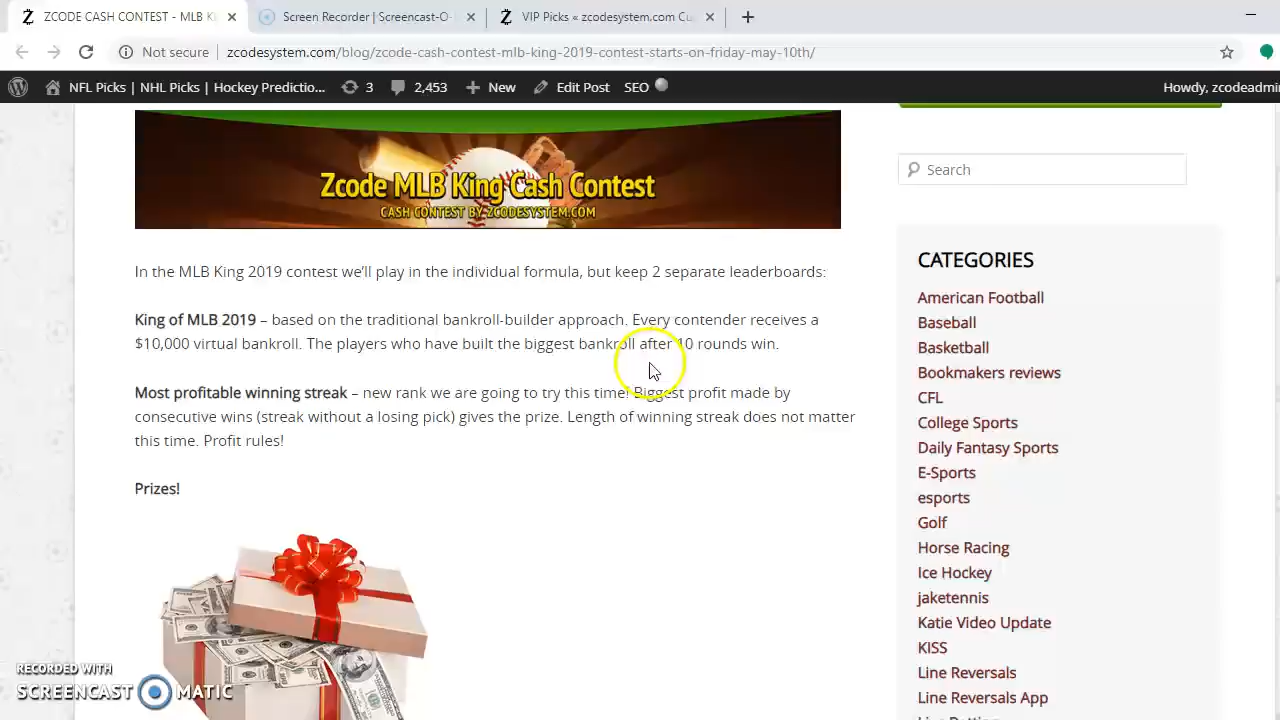 ZCODE CASH CONTEST - ML
Screen Recorder | Screencast-O-
VIP Picks « zcodesystem.com Cu
Not secure
zcodesystem.com/blog/zcode-cash-contest-mlb-king-2019-contest-starts-on-friday-may-10th/
NFL Picks | NHL Picks | Hockey Predictio...
3
2,453
New
Edit Post
SEO
Howdy, zcodeadmi
Zcode MLB King Cash Contest
CASH CONTEST BY ZCODESYSTEM.COM
In the MLB King 2019 contest we'll play in the individual formula, but keep 2 separate leaderboards:
King of MLB 2019 – based on the traditional bankroll-builder approach. Every contender receives a
$10,000 virtual bankroll. The players who have built the biggest bankroll after 10 rounds win.
Most profitable winning streak – new rank we are going to try this time! Biggest profit made by
consecutive wins (streak without a losing pick) gives the prize. Length of winning streak does not matter
this time. Profit rules!
Prizes!
Search
CATEGORIES
American Football
Baseball
Basketball
Bookmakers reviews
CFL
College Sports
Daily Fantasy Sports
E-Sports
esports
Golf
Horse Racing
Ice Hockey
jaketennis
Katie Video Update
KISS
Line Reversals
Line Reversals App
RECORDED WITH
SCREENCAST MATIC